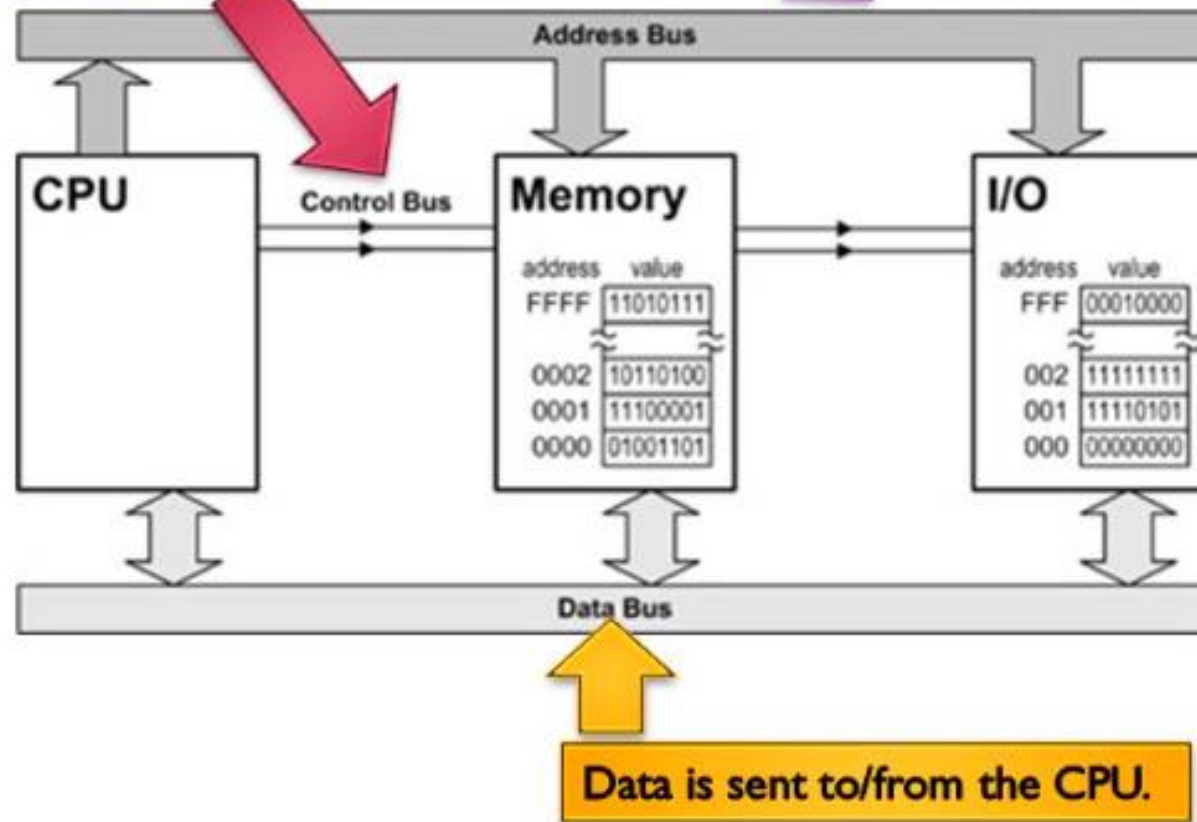 Address Bus
CPU
Control Bus
Memory
address value
FFFF 11010111
0002 10110100
0001 11100001
0000 01001101
I/O
address value
FFF 00010000
002 11111111
001 11110101
000 00000000
Data Bus
Data is sent to/from the CPU.